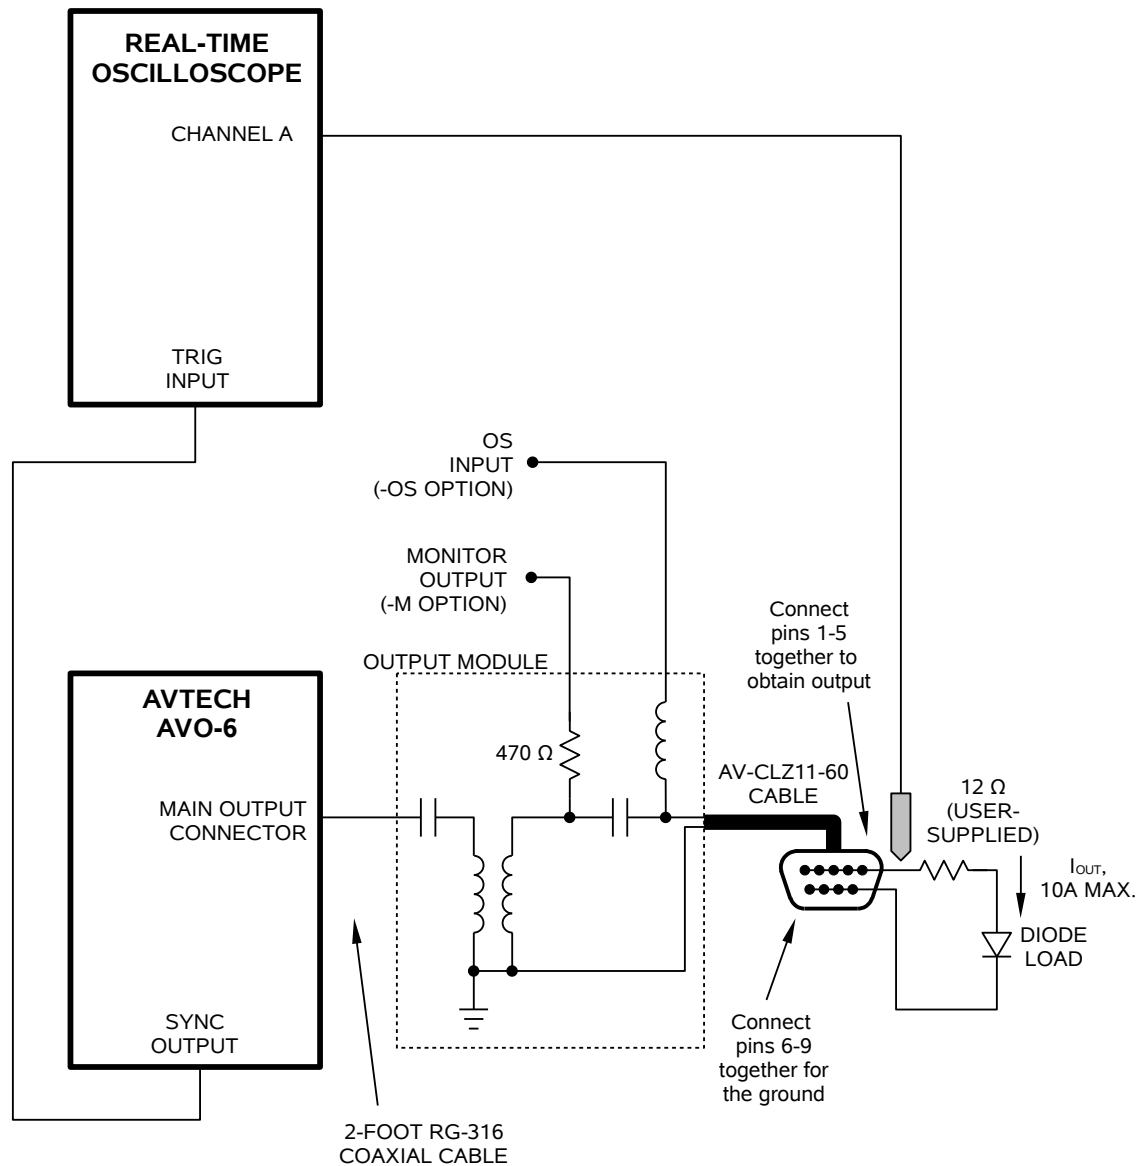 REAL-TIME
OSCILLOSCOPE
CHANNEL A
TRIG
INPUT
OS
INPUT
(-OS OPTION)
MONITOR
OUTPUT
(-M OPTION)
Connect
pins 1-5
together to
obtain output
OUTPUT MODULE
AVTECH
AVO-6
470 Ω
AV-CLZ11-60
CABLE
12 Ω
(USER-
SUPPLIED)
MAIN OUTPUT
CONNECTOR
IOUT,
10A MAX.
DIODE
LOAD
SYNC
OUTPUT
Connect
pins 6-9
together for
the ground
2-FOOT RG-316
COAXIAL CABLE